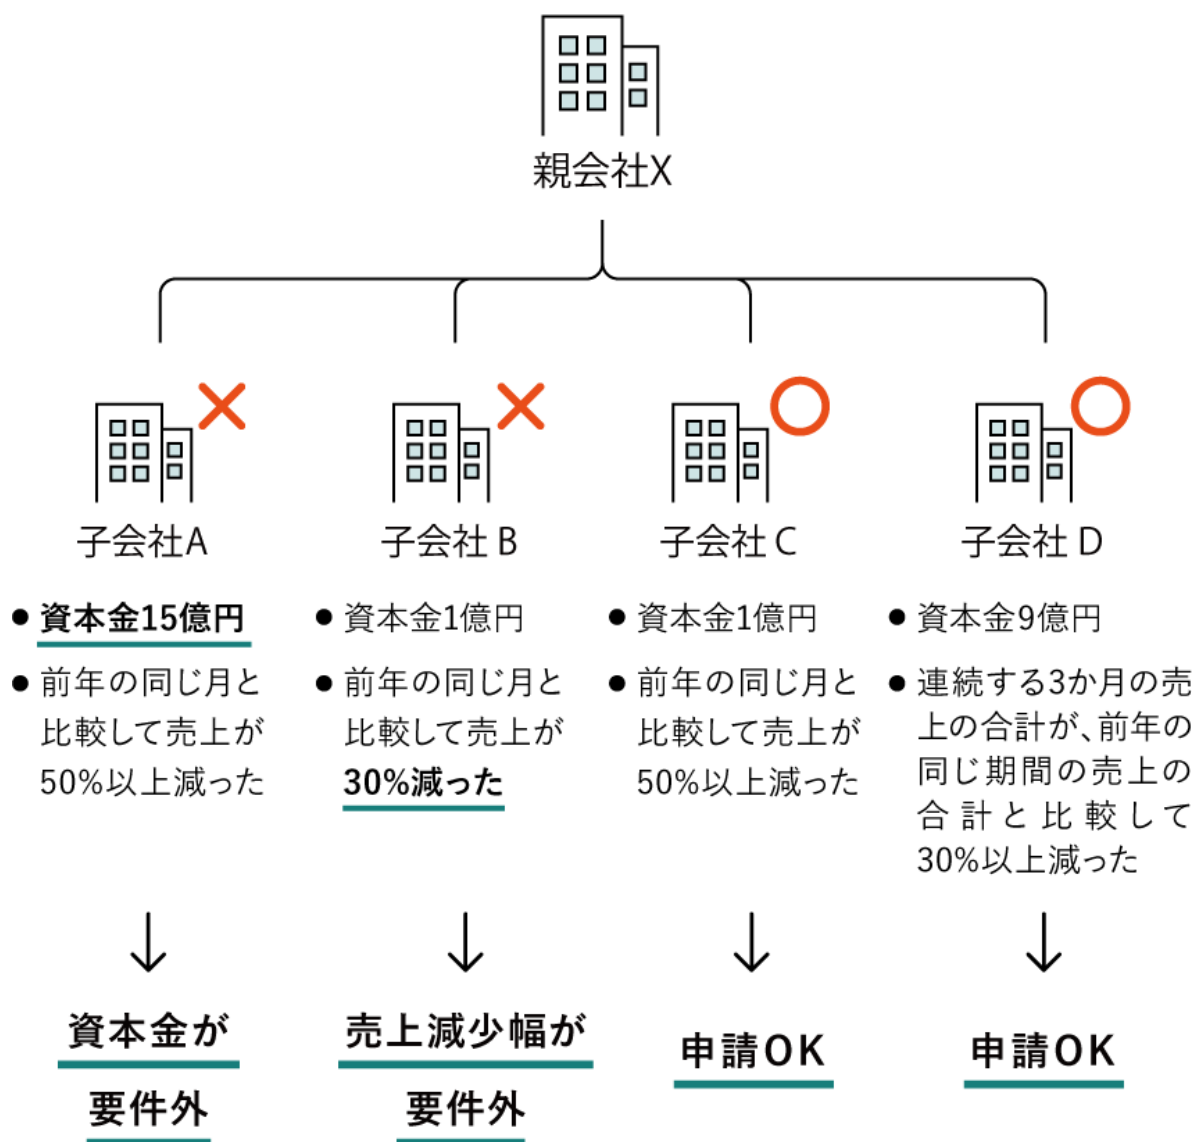 親会社X
子会社A
資本金15億円
前年の同じ月と
比較して売上が
50%以上減った
資本金が
要件外
子会社 B
資本金1億円
前年の同じ月と
比較して売上が
30%減った
売上減少幅が
要件外
子会社 C
資本金1億円
前年の同じ月と
比較して売上が
50%以上減った
申請OK
子会社 D
資本金9億円
連続する3か月の売
上の合計が、前年の
同じ期間の売上の
合計と比較して
30%以上減った
申請OK